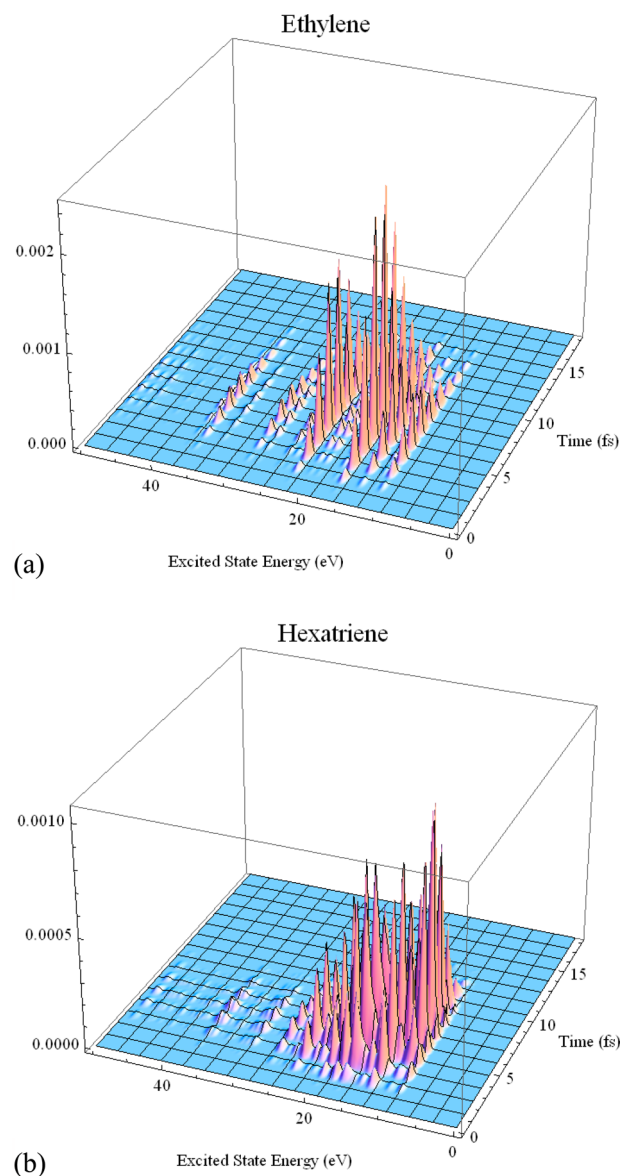 Ethylene
0.002
0.001
0.000
40
20
0
0
5
10
15
Time (fs)
Excited State Energy (eV)
(a)
Hexatriene
0.0010
0.0005
0.0000
40
20
0
0
5
10
15
Time (fs)
Excited State Energy (eV)
(b)